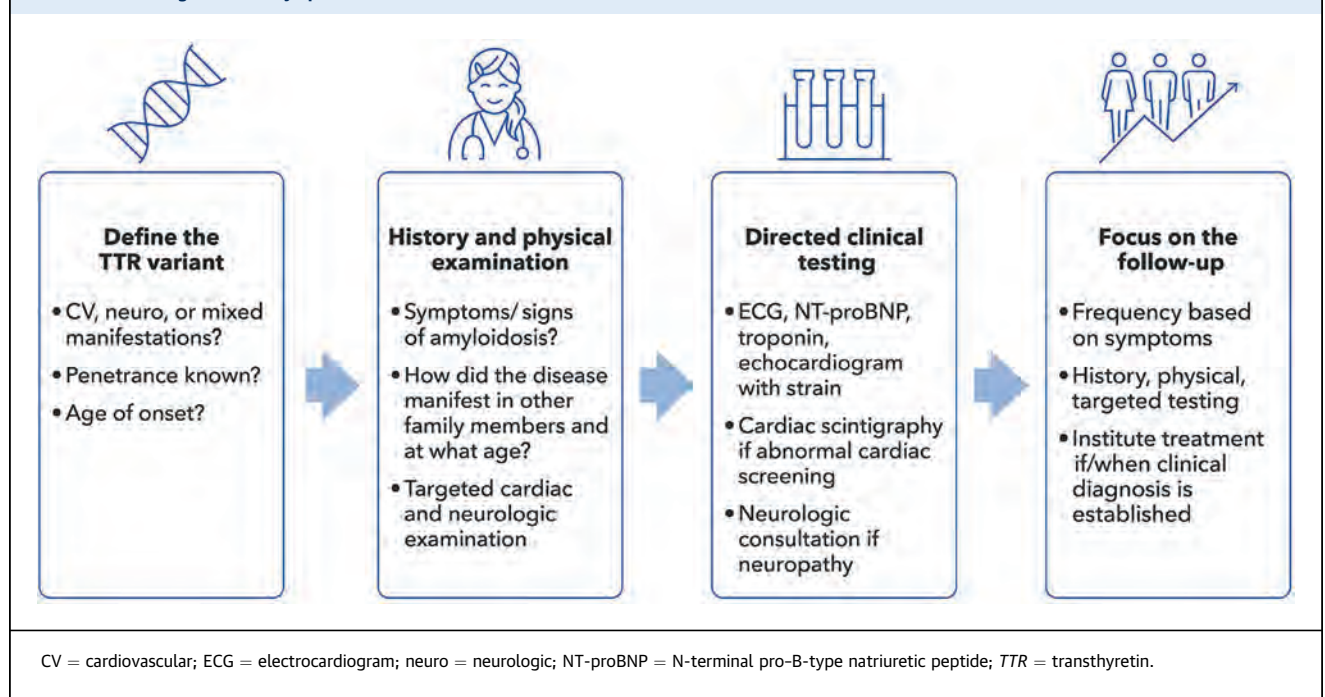 Define the
TTR variant
• CV, neuro, or mixed
manifestations?
• Penetrance known?
• Age of onset?
History and physical
examination
• Symptoms/ signs
of amyloidosis?
• How did the disease
manifest in other
family members and
at what age?
• Targeted cardiac
and neurologic
examination
Directed clinical
testing
• ECG, NT-proBNP,
troponin,
echocardiogram
with strain
• Cardiac scintigraphy
if abnormal cardiac
screening
• Neurologic
consultation if
neuropathy
Focus on the
follow-up
• Frequency based
on symptoms
• History, physical,
targeted testing
• Institute treatment
if/when clinical
diagnosis is
established
CV = cardiovascular; ECG = electrocardiogram; neuro = neurologic; NT-proBNP = N-terminal pro-B-type natriuretic peptide; TTR = transthyretin.